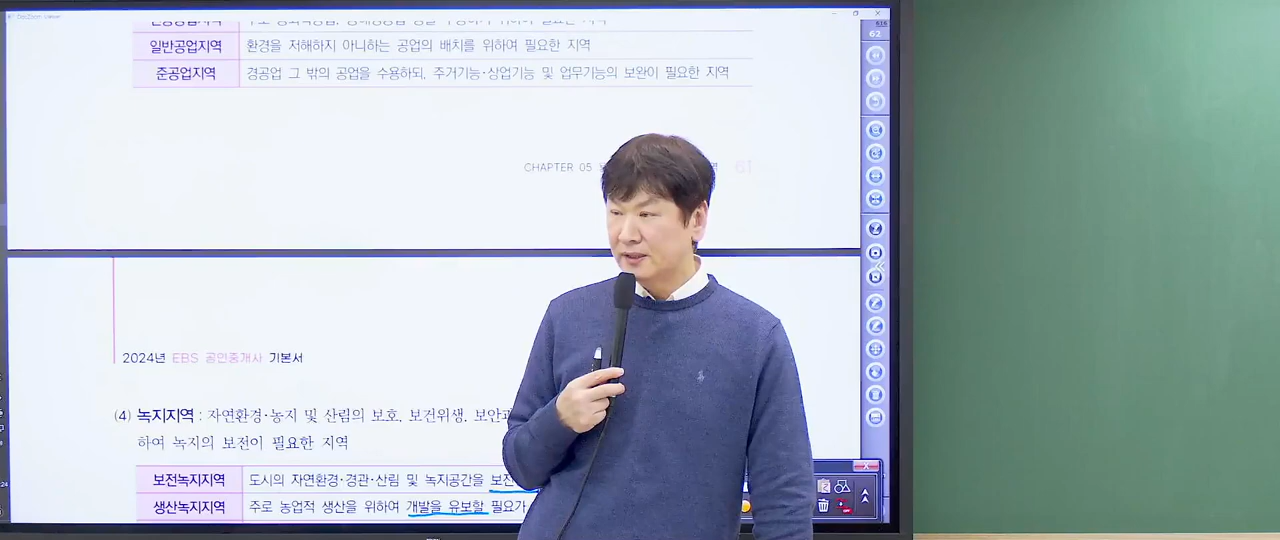 일반공업지역 환경을 저해하지 아니하는 공업의 배치를 위하여 필요한 지역
준공업지역 경공업 그 밖의 공업을 수용하되, 주거기능·상업기능 및 업무기능의 보완이 필요한 지역
CHAPTER 05
61
62
2024년 EBS 공인중개사 기본서
(4) 녹지지역 : 자연환경·농지 및 산림의 보호, 보건위생, 보안과
하여 녹지의 보전이 필요한 지역
보전녹지지역 도시의 자연환경·경관·산림 및 녹지공간을 보전
생산녹지지역 주로 농업적 생산을 위하여 개발을 유보할 필요가